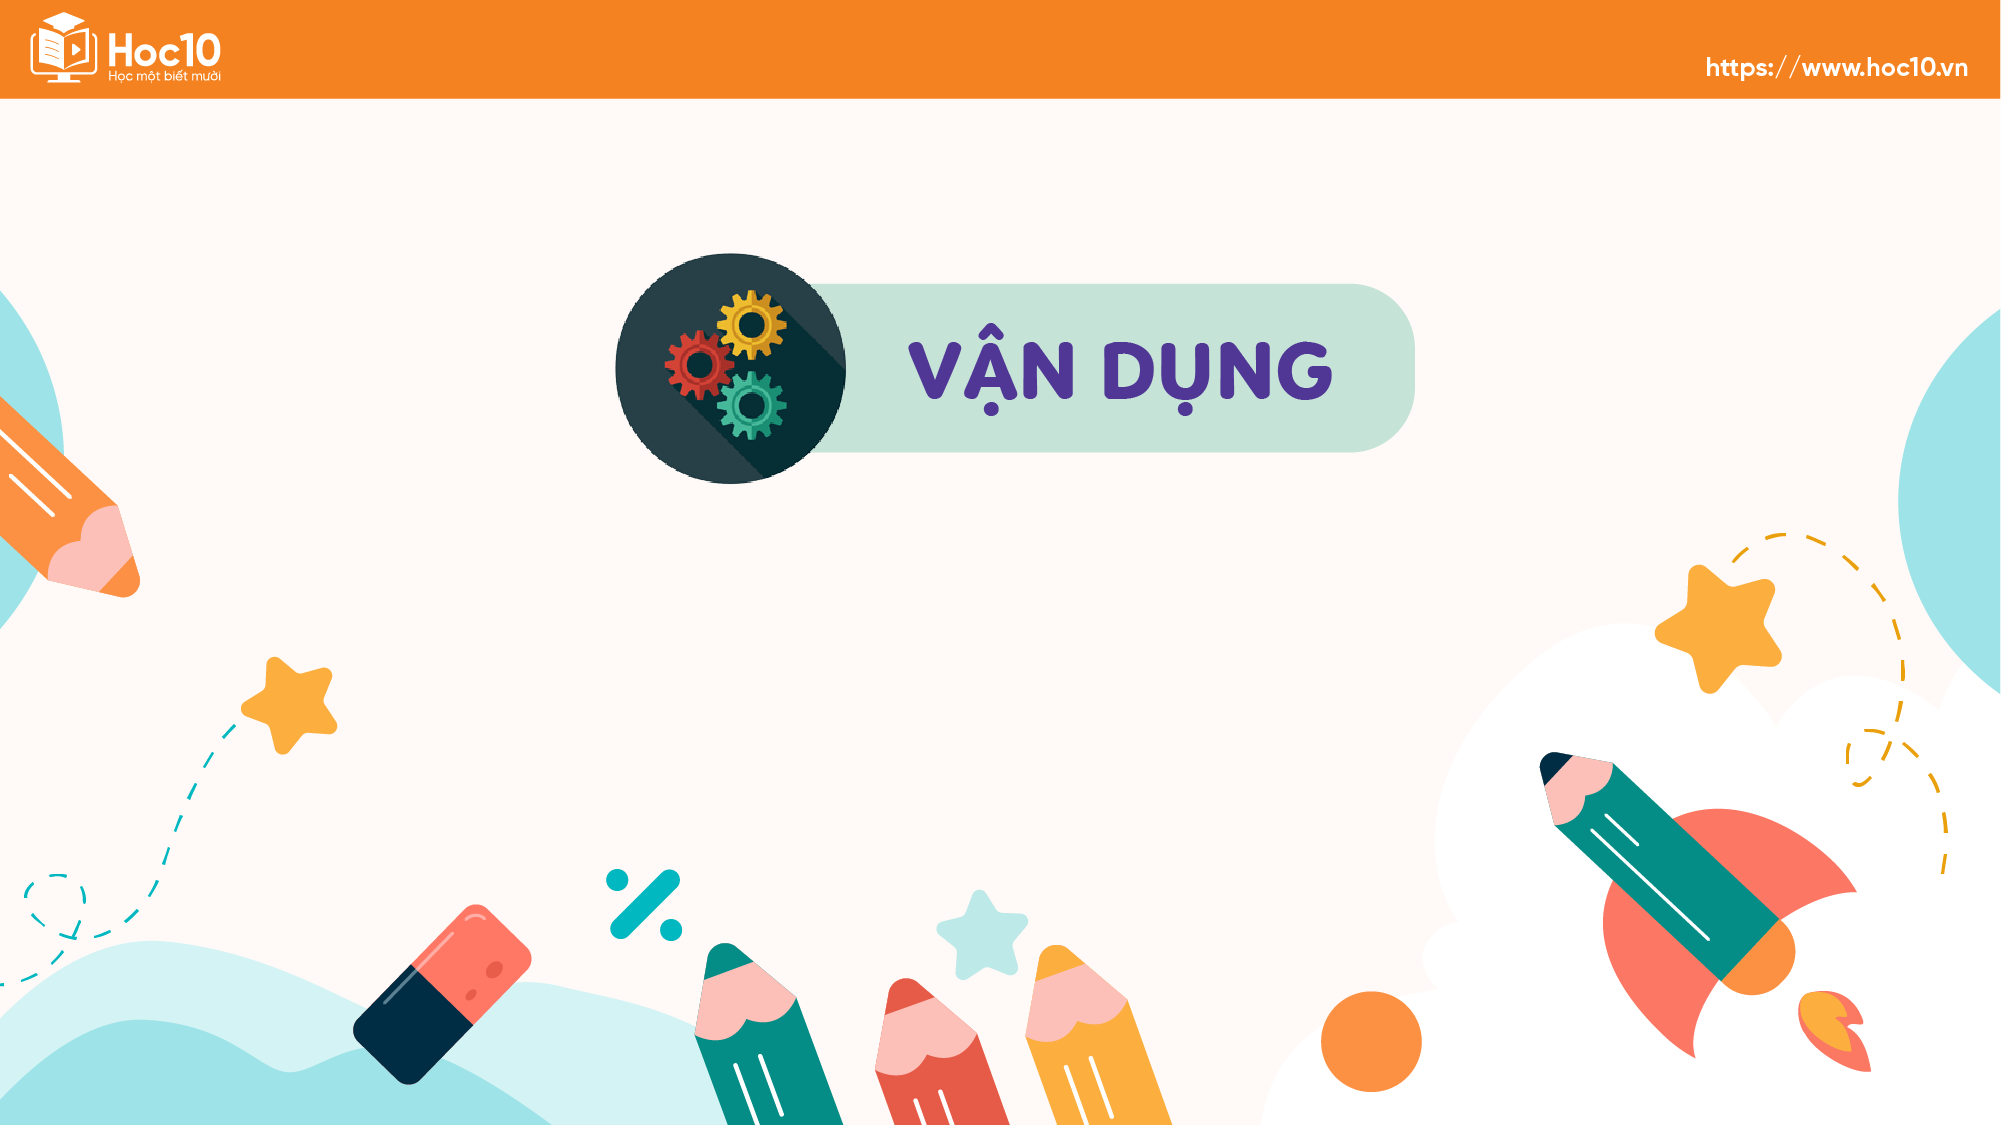 Hoc10
Học một biết mười
https://www.hoc10.vn
VẬN DỤNG